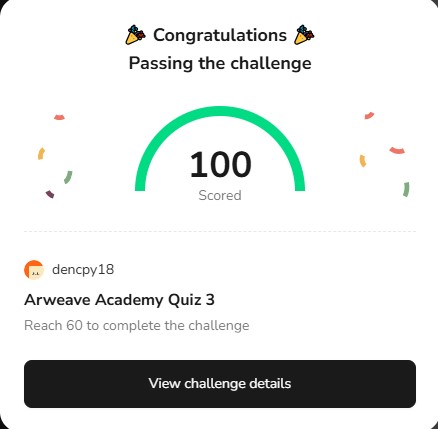 🎉 Congratulations 🎉
Passing the challenge
100
Scored
dencpy18
Arweave Academy Quiz 3
Reach 60 to complete the challenge
View challenge details